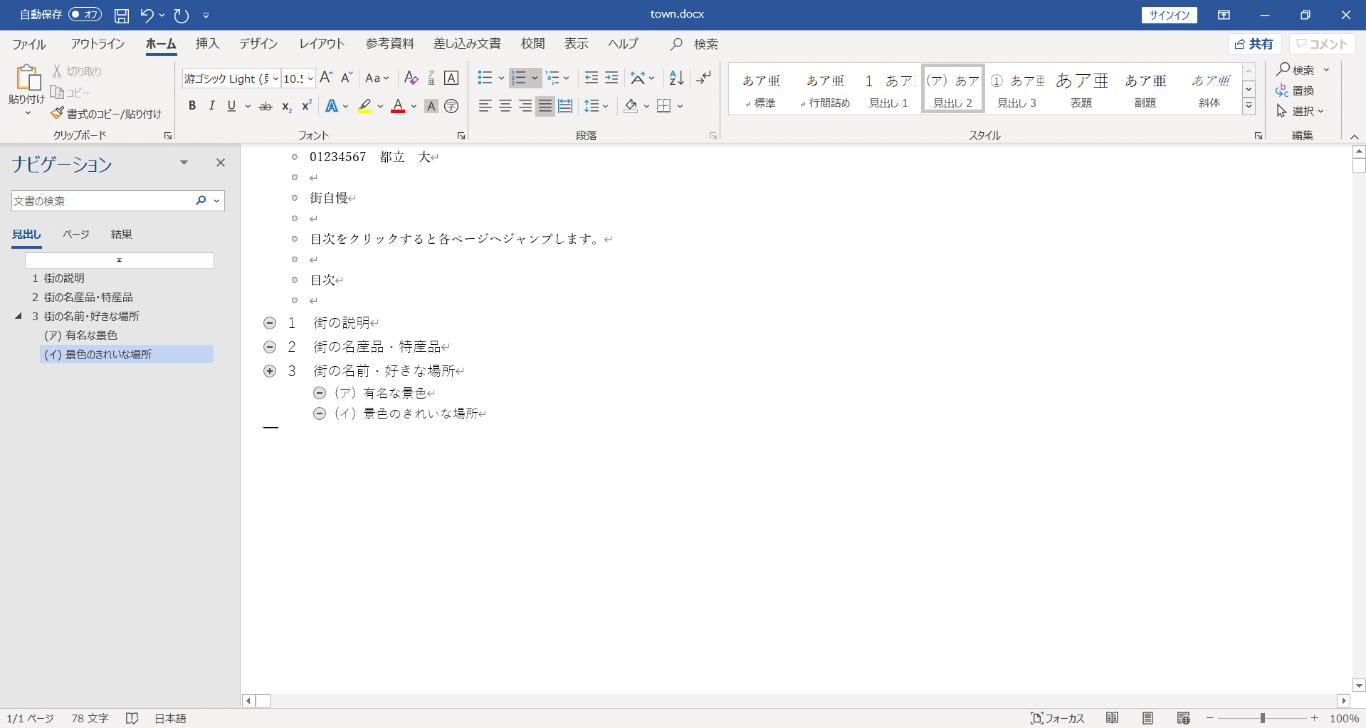 自動保存 オフ town.docx サインイン
ファイル アウトライン ホーム 挿入 デザイン レイアウト 参考資料 差し込み文書 校閲 表示 ヘルプ 検索 共有 コメント
貼り付け 切り取り コピー 書式のコピー/貼り付け
クリップボード
游ゴシック Light (見 10.5
Aa
B I U ab x₂ x²
フォント
段落
あア亜 あア亜 1 あア (ア) あア ① あア亜 あア亜 あア亜 あア亜
標準 行間詰め 見出し 1 見出し 2 見出し 3 表題 副題 斜体
スタイル
検索
置換
選択
編集
ナビゲーション
文書の検索
見出し ページ 結果
1 街の説明
2 街の名産品・特産品
3 街の名前・好きな場所
(ア) 有名な景色
(イ) 景色のきれいな場所
01234567 都立 大
街自慢
目次をクリックすると各ページへジャンプします。
目次
1 街の説明
2 街の名産品・特産品
3 街の名前・好きな場所
(ア) 有名な景色
(イ) 景色のきれいな場所
1/1 ページ 78 文字 日本語 フォーカス 100%